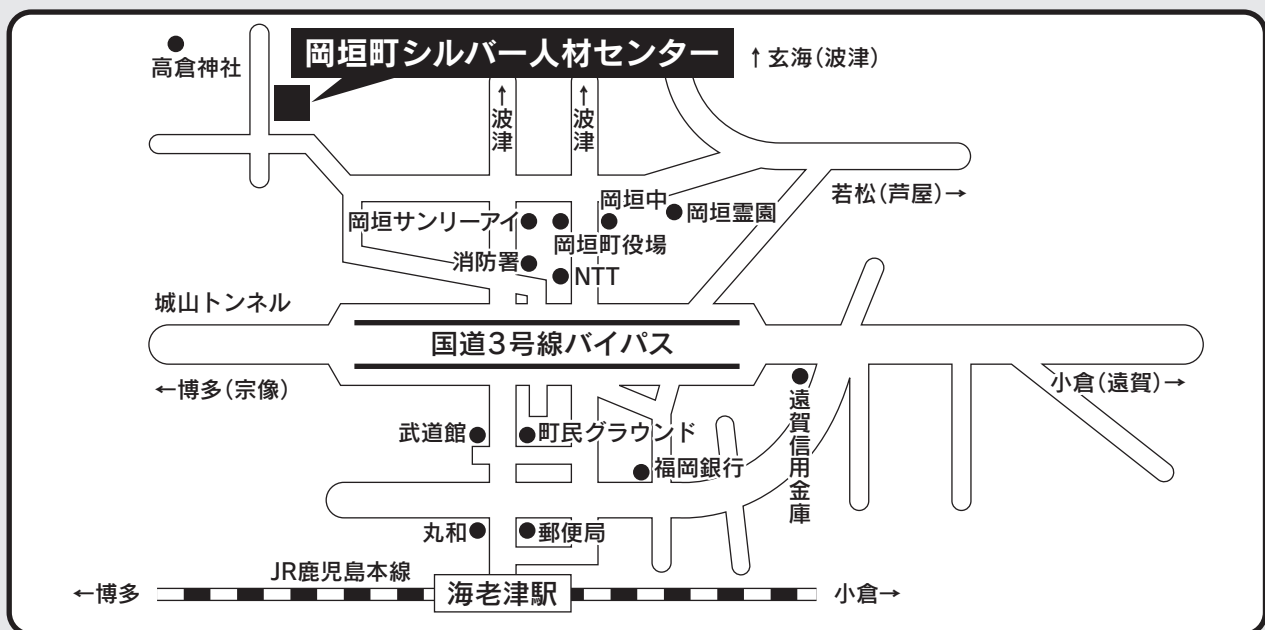 岡垣町シルバー人材センター
↑玄海(波津)
高倉神社
↑波津
↑波津
若松(芦屋)→
岡垣中
岡垣サンリーアイ
岡垣霊園
岡垣町役場
消防署
NTT
城山トンネル
国道3号線バイパス
←博多(宗像)
小倉(遠賀)→
遠賀信用金庫
武道館
町民グラウンド
福岡銀行
丸和
郵便局
JR鹿児島本線
←博多
海老津駅
小倉→